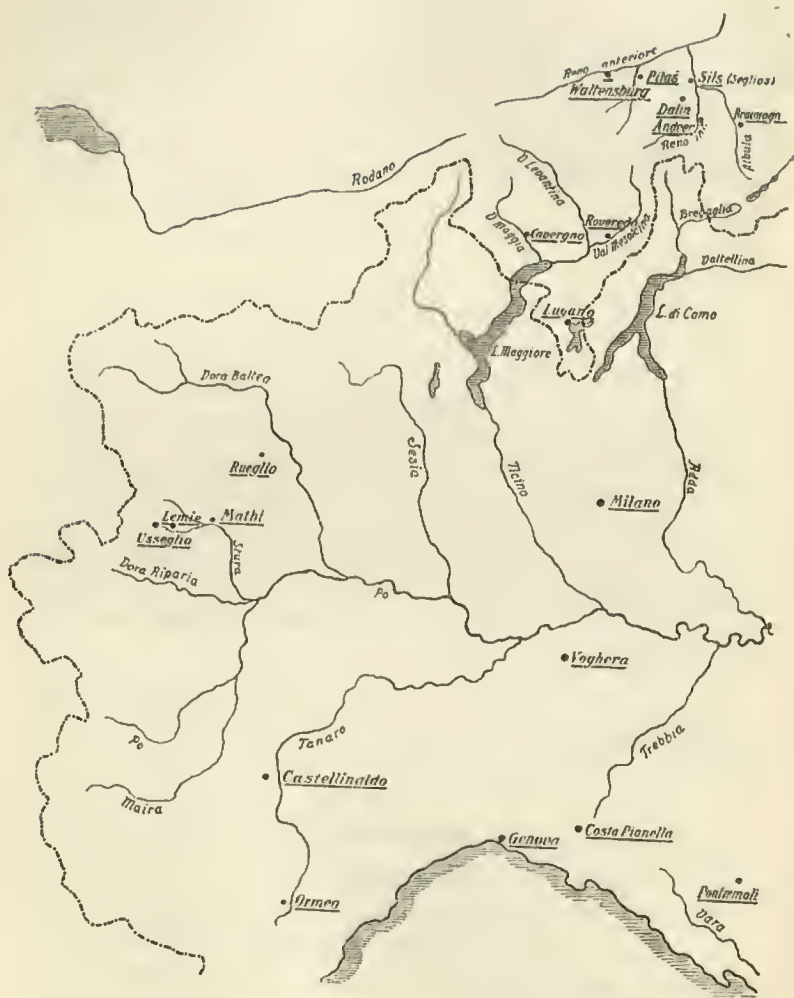 Reno anteriore
Waltensburg
Pitaš
Sils (Seglias)
Dalin
Andeer
Reno
Albula
Rodano
V. Levantina
V. Maggia
Cavergno
Roveredo
Val Mesolcina
Bregaglia
Valtellina
Lugano
L. di Como
L. Maggiore
Dora Baltea
Sesia
Ticino
Adda
Rueglio
Milano
Lemie
Mathi
Usseglio
Stura
Dora Riparia
Po
Voghera
Tanaro
Trebbia
Po
Maira
Castellinaldo
Genova
Costa Pianella
Ormea
Pontremoli
Vara